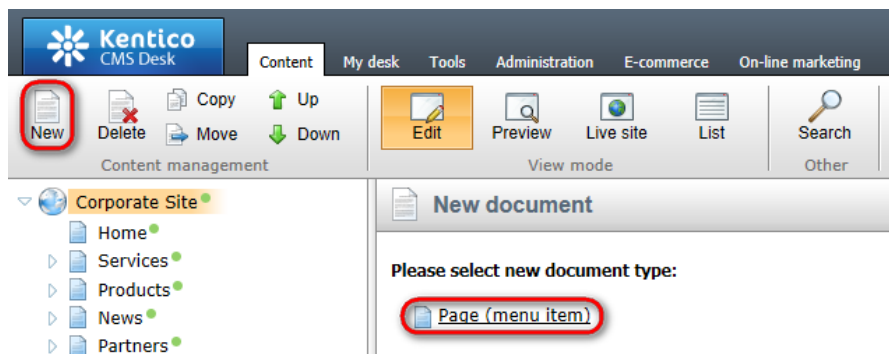 Kentico
CMS Desk
Content My desk Tools Administration E-commerce On-line marketing
New Delete Copy Move Up Down Edit Preview Live site List Search
Content management View mode Other
Corporate Site
Home
Services
Products
News
Partners
New document
Please select new document type:
Page (menu item)